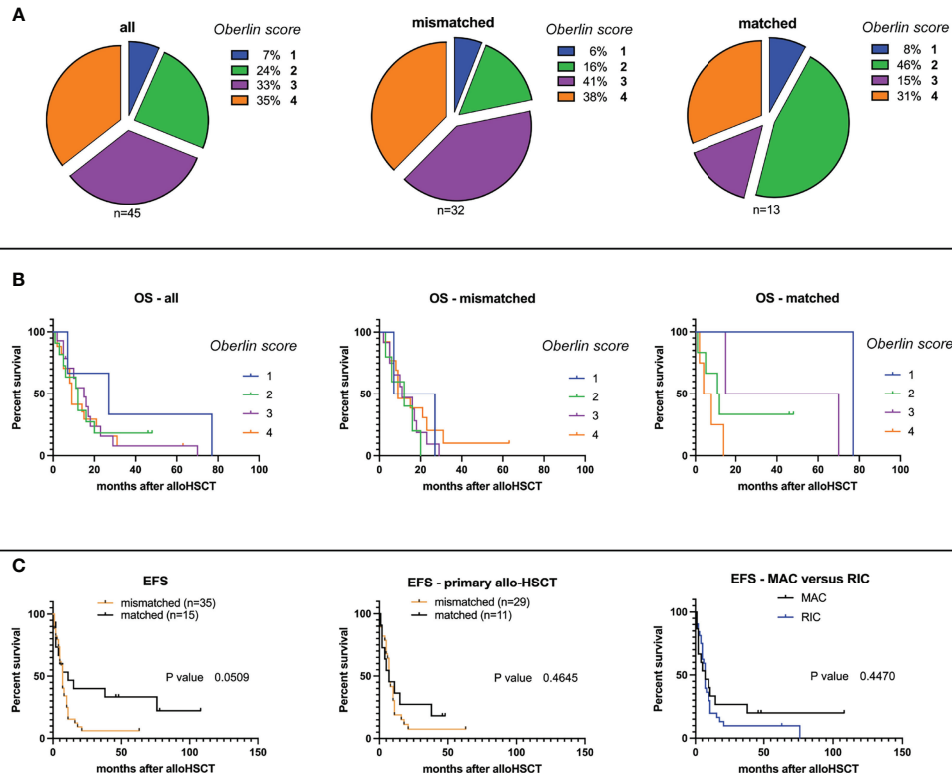 A
all
Oberlin score
7% 1
24% 2
33% 3
35% 4
n=45
mismatched
Oberlin score
6% 1
16% 2
41% 3
38% 4
n=32
matched
Oberlin score
8% 1
46% 2
15% 3
31% 4
n=13
B
OS - all
Percent survival
100
50
0
0 20 40 60 80 100
months after alloHSCT
Oberlin score
1
2
3
4
OS - mismatched
Percent survival
100
50
0
0 20 40 60 80 100
months after alloHSCT
Oberlin score
1
2
3
4
OS - matched
Percent survival
100
50
0
0 20 40 60 80 100
months after alloHSCT
Oberlin score
1
2
3
4
C
EFS
mismatched (n=35)
matched (n=15)
Percent survival
100
50
0
P value 0.0509
0 50 100 150
months after alloHSCT
EFS - primary allo-HSCT
mismatched (n=29)
matched (n=11)
Percent survival
100
50
0
P value 0.4645
0 50 100 150
months after alloHSCT
EFS - MAC versus RIC
MAC
RIC
Percent survival
100
50
0
P value 0.4470
0 50 100 150
months after alloHSCT